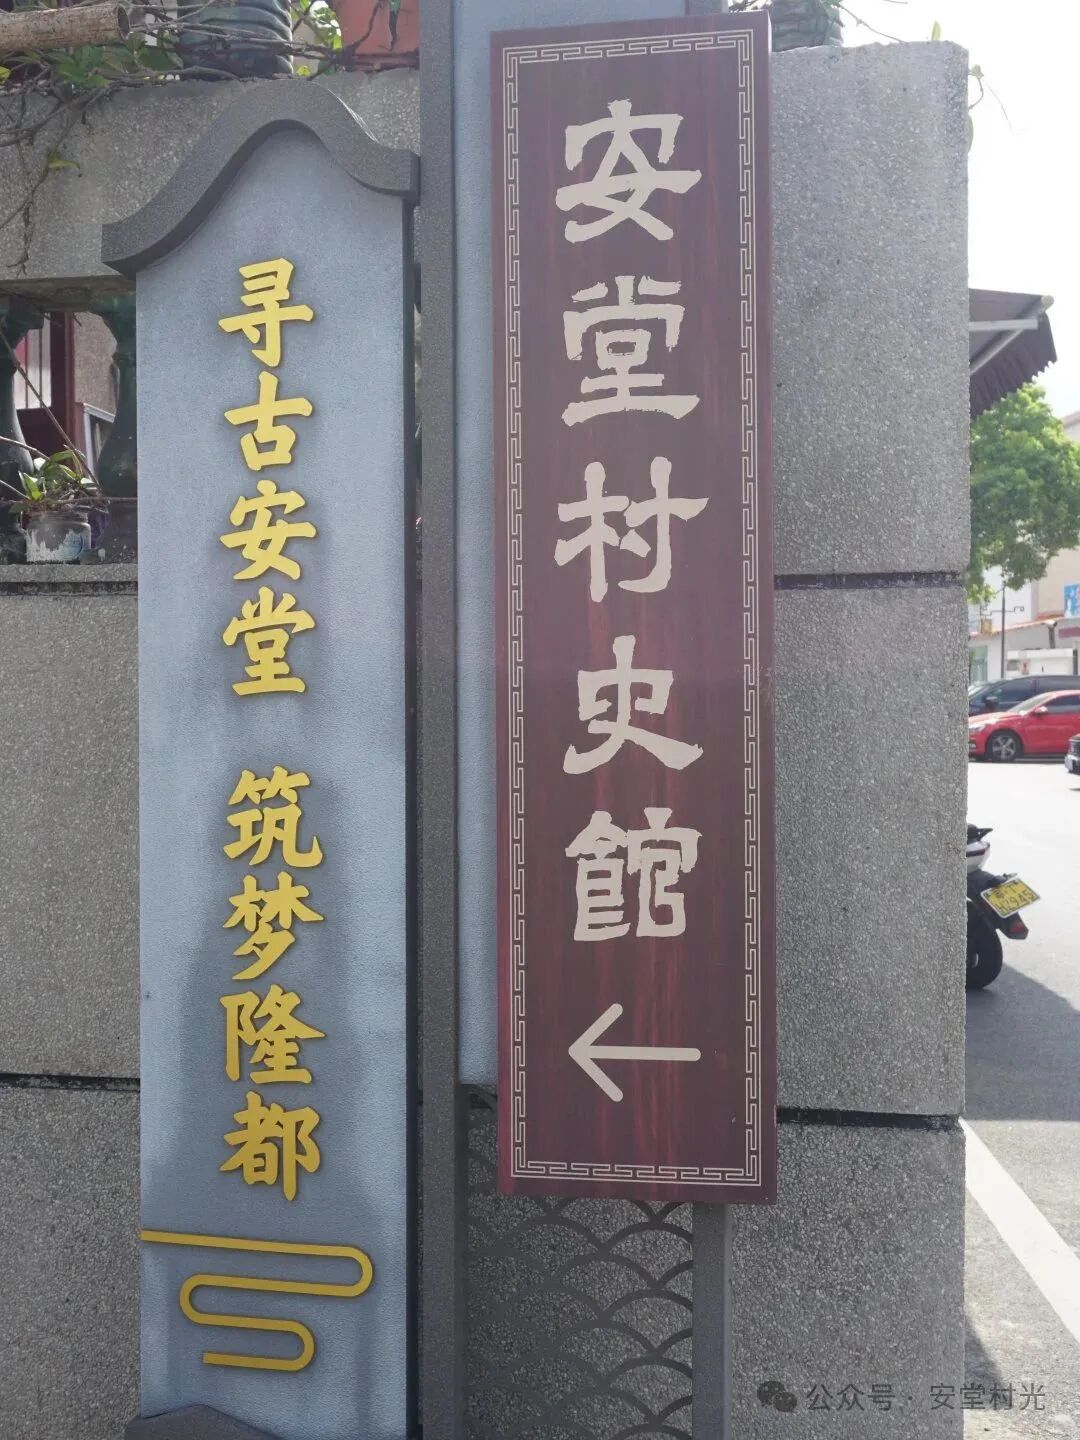 寻古安堂 筑梦隆都
安堂村史館
公众号·安堂村光